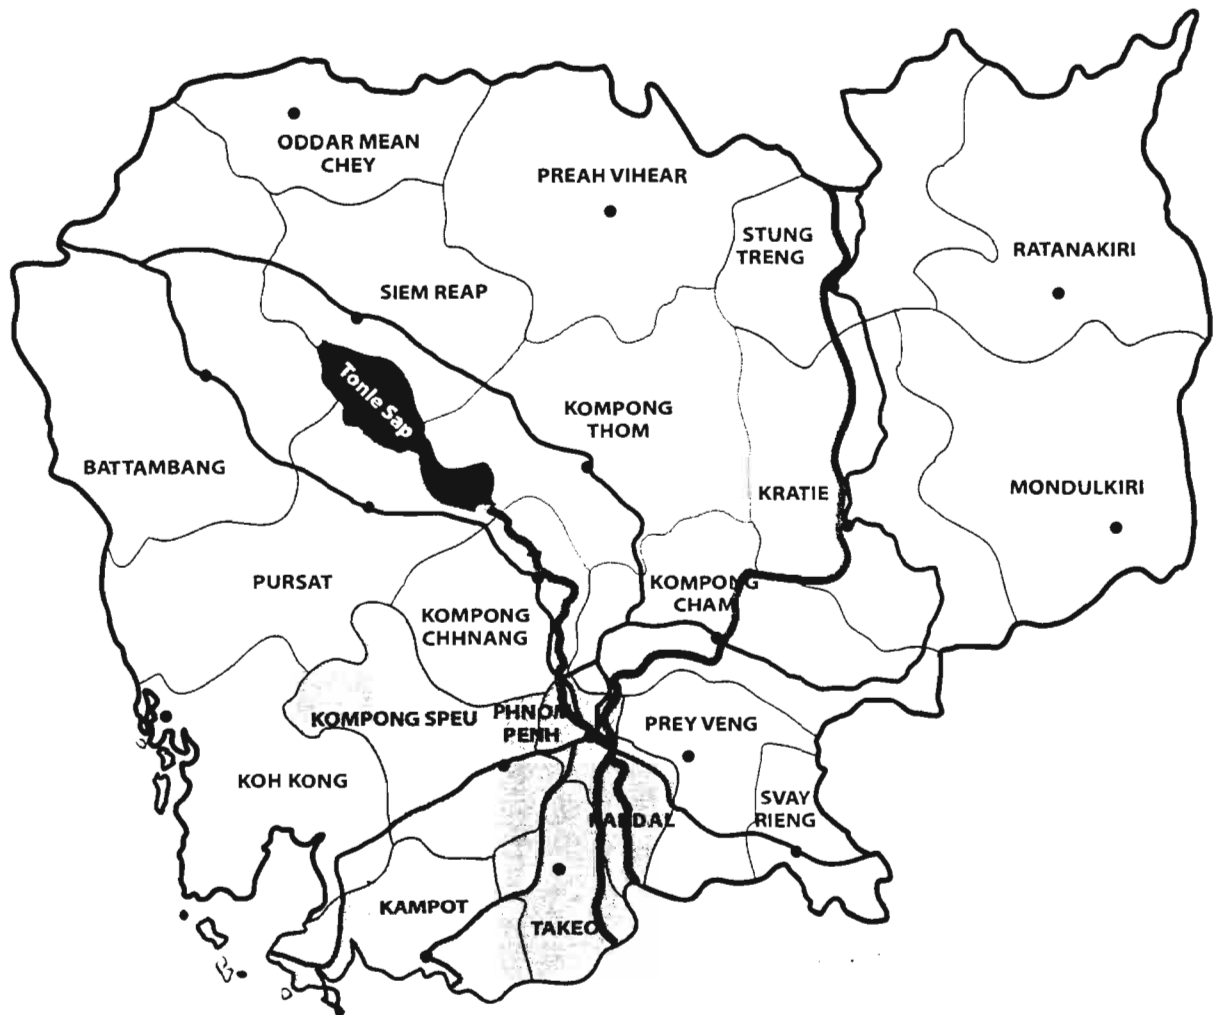 ODDAR MEAN
CHEY
PREAH VIHEAR
STUNG
TRENG
RATANAKIRI
SIEM REAP
Tonle Sap
KOMPONG
THOM
BATTAMBANG
KRATIE
MONDULKIRI
PURSAT
KOMPONG
CHAM
KOMPONG
CHHNANG
KOMPONG SPEU
PHNOM
PENH
PREY VENG
KOH KONG
SVAY
RIENG
KANDAL
KAMPOT
TAKEO